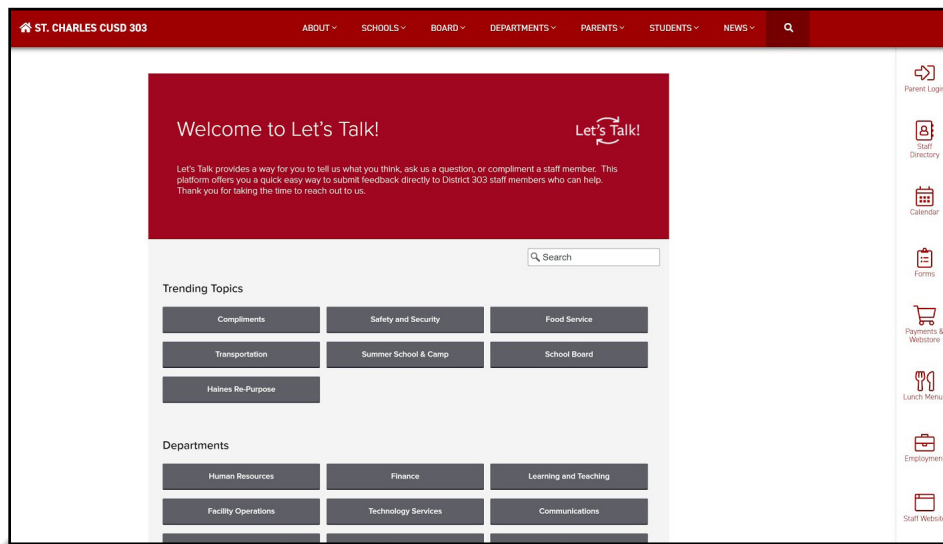 ST. CHARLES CUSD 303
ABOUT
SCHOOLS
BOARD
DEPARTMENTS
PARENTS
STUDENTS
NEWS
Welcome to Let's Talk!
Let's Talk!
Let's Talk provides a way for you to tell us what you think, ask us a question, or compliment a staff member. This
platform offers you a quick easy way to submit feedback directly to District 303 staff members who can help.
Thank you for taking the time to reach out to us.
Search
Trending Topics
Compliments
Safety and Security
Food Service
Transportation
Summer School & Camp
School Board
Haines Re-Purpose
Departments
Human Resources
Finance
Learning and Teaching
Facility Operations
Technology Services
Communications
Parent Login
Staff
Directory
Calendar
Forms
Payments &
Webstore
Lunch Menu
Employment
Staff Website